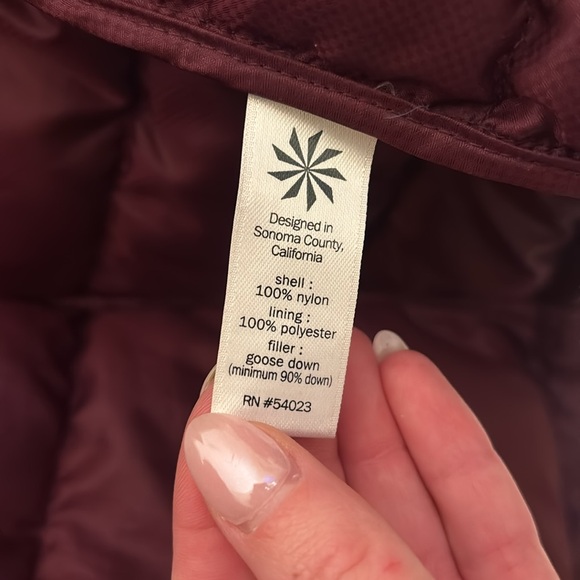 Designed in
Sonoma County,
California
shell :
100% nylon
lining :
100% polyester
filler :
goose down
(minimum 90% down)
RN #54023